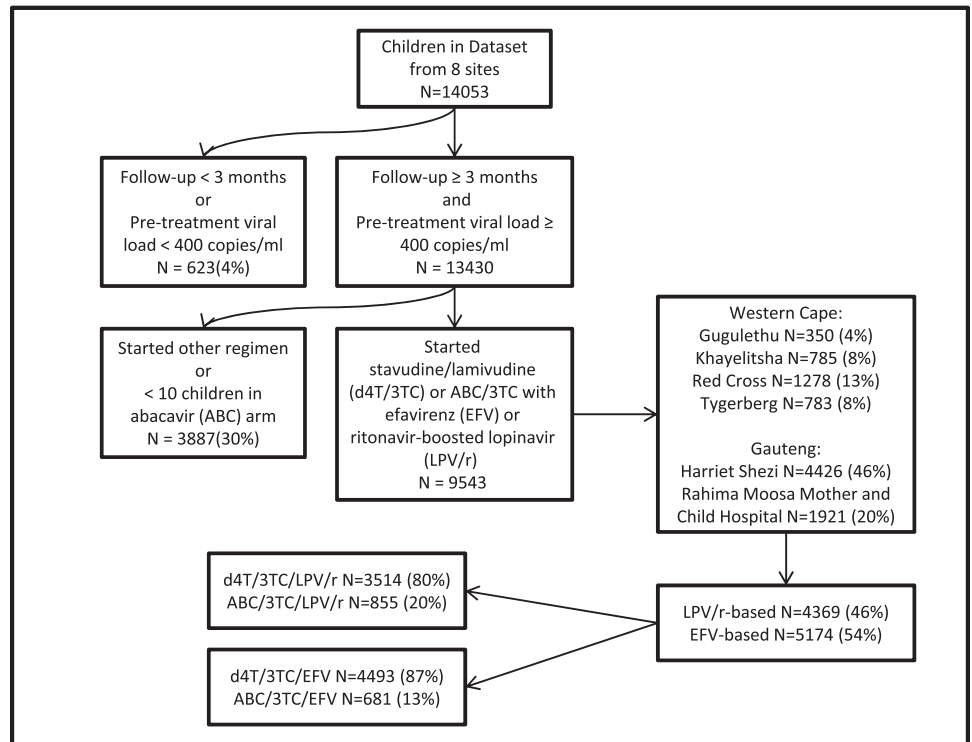 Children in Dataset
from 8 sites
N=14053
Follow-up < 3 months
or
Pre-treatment viral
load < 400 copies/ml
N = 623(4%)
Follow-up ≥ 3 months
and
Pre-treatment viral load ≥
400 copies/ml
N = 13430
Started other regimen
or
< 10 children in
abacavir (ABC) arm
N = 3887(30%)
Started
stavudine/lamivudine
(d4T/3TC) or ABC/3TC with
efavirenz (EFV) or
ritonavir-boosted lopinavir
(LPV/r)
N = 9543
Western Cape:
Gugulethu N=350 (4%)
Khayelitsha N=785 (8%)
Red Cross N=1278 (13%)
Tygerberg N=783 (8%)
Gauteng:
Harriet Shezi N=4426 (46%)
Rahima Moosa Mother and
Child Hospital N=1921 (20%)
LPV/r-based N=4369 (46%)
EFV-based N=5174 (54%)
d4T/3TC/LPV/r N=3514 (80%)
ABC/3TC/LPV/r N=855 (20%)
d4T/3TC/EFV N=4493 (87%)
ABC/3TC/EFV N=681 (13%)